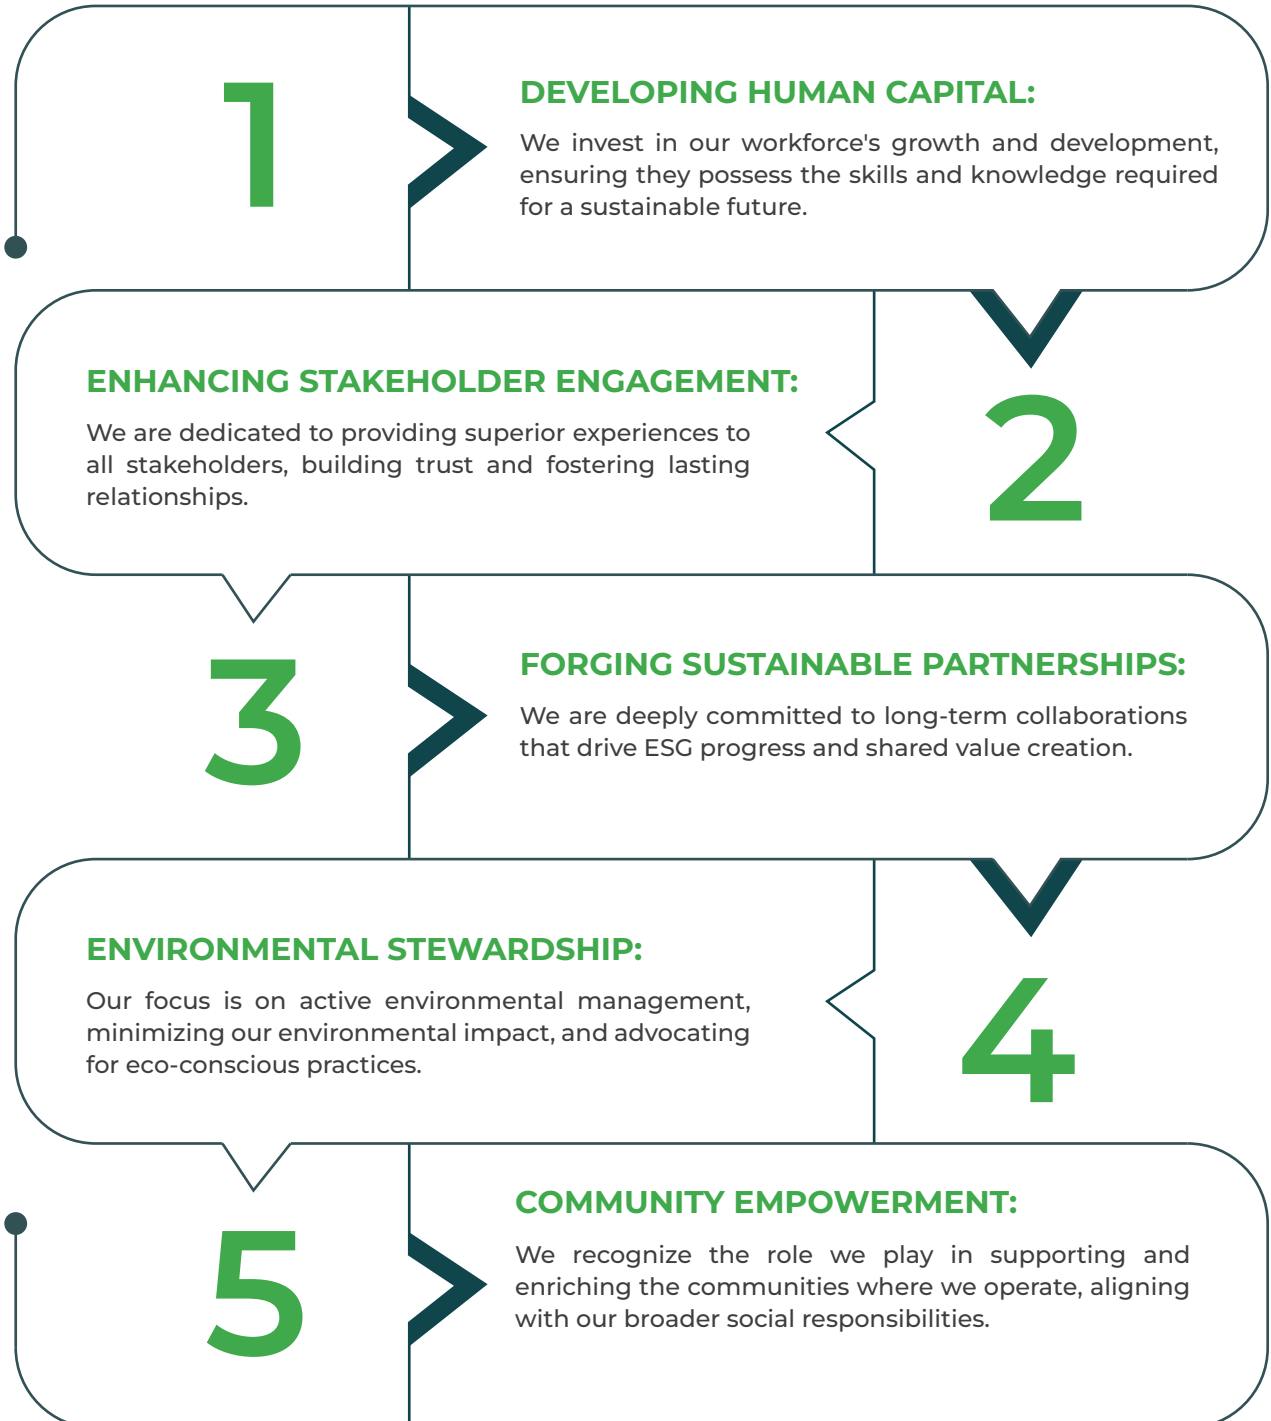 1
DEVELOPING HUMAN CAPITAL:
We invest in our workforce's growth and development,
ensuring they possess the skills and knowledge required
for a sustainable future.
ENHANCING STAKEHOLDER ENGAGEMENT:
We are dedicated to providing superior experiences to
all stakeholders, building trust and fostering lasting
relationships.
2
3
FORGING SUSTAINABLE PARTNERSHIPS:
We are deeply committed to long-term collaborations
that drive ESG progress and shared value creation.
ENVIRONMENTAL STEWARDSHIP:
Our focus is on active environmental management,
minimizing our environmental impact, and advocating
for eco-conscious practices.
4
5
COMMUNITY EMPOWERMENT:
We recognize the role we play in supporting and
enriching the communities where we operate, aligning
with our broader social responsibilities.